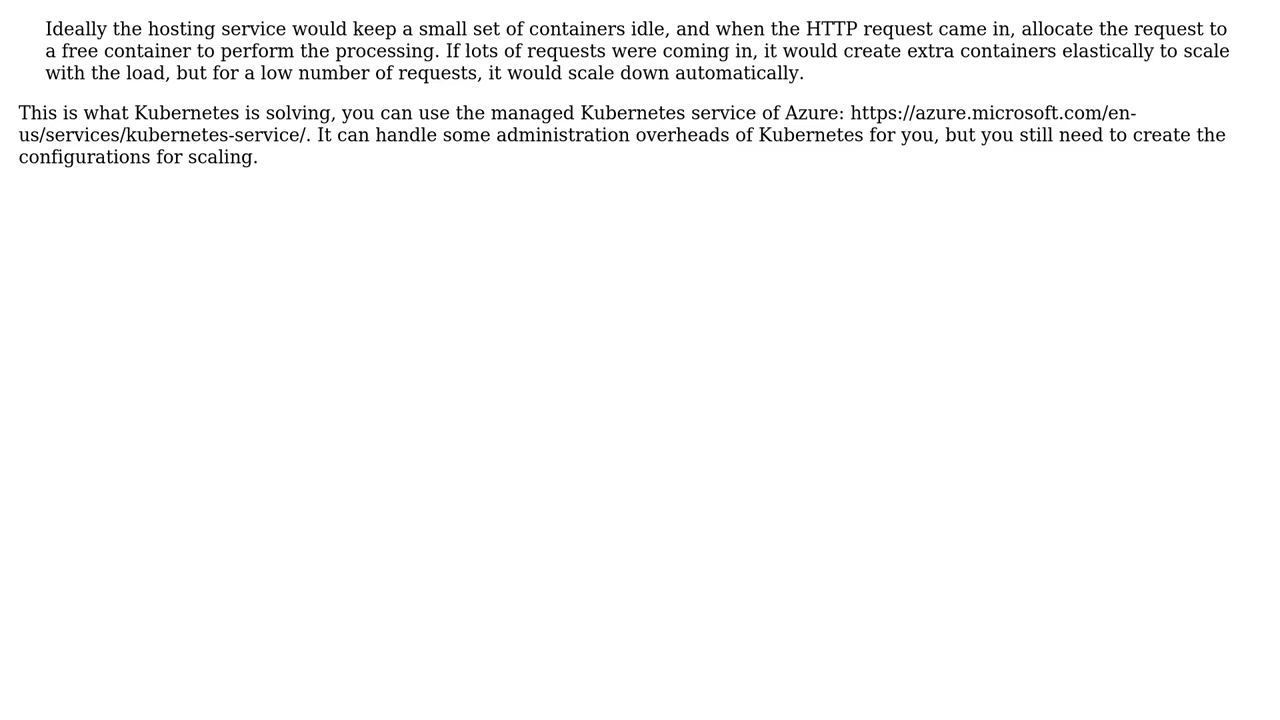 Ideally the hosting service would keep a small set of containers idle, and when the HTTP request came in, allocate the request to
a free container to perform the processing. If lots of requests were coming in, it would create extra containers elastically to scale
with the load, but for a low number of requests, it would scale down automatically.
This is what Kubernetes is solving, you can use the managed Kubernetes service of Azure: https://azure.microsoft.com/en-
us/services/kubernetes-service/. It can handle some administration overheads of Kubernetes for you, but you still need to create the
configurations for scaling.